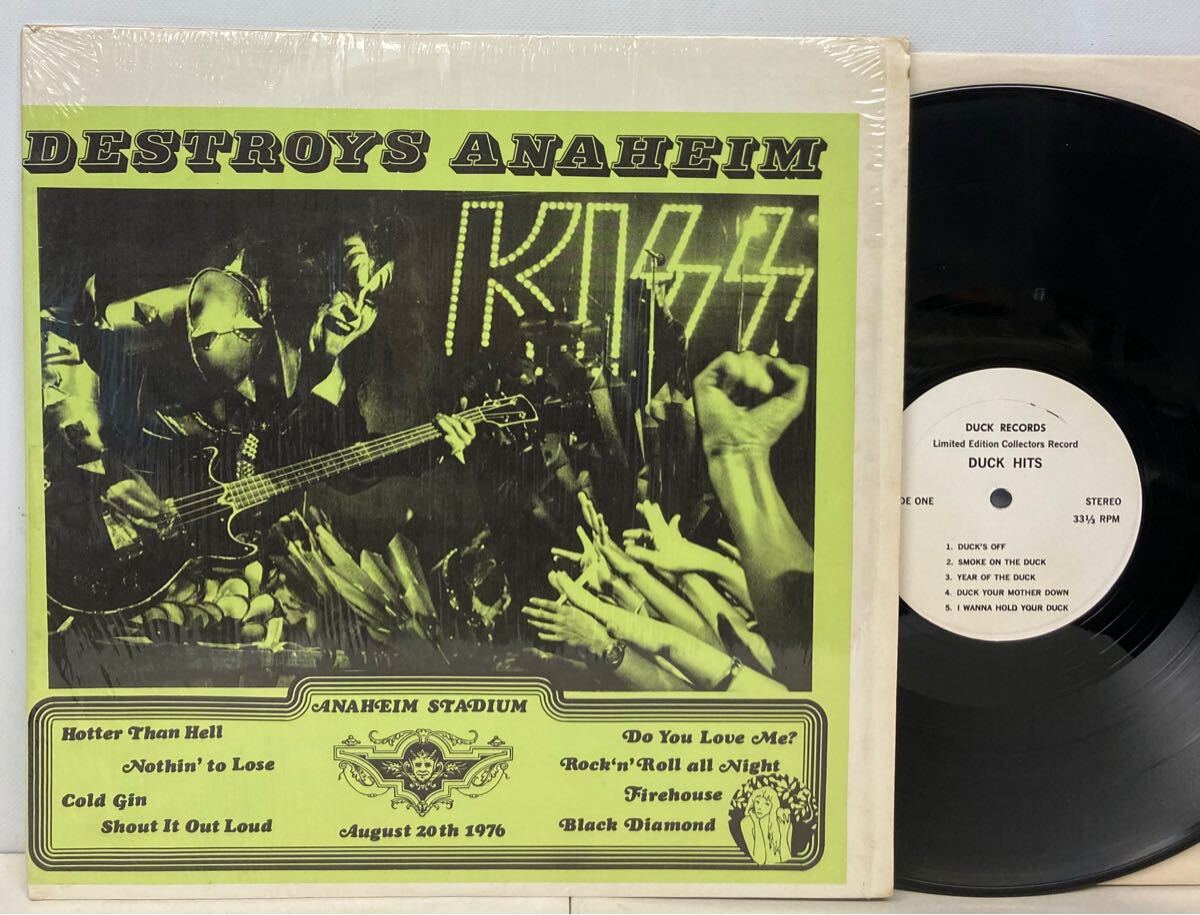 DESTROYS ANAHEIM
KISS
ANAHEIM STADIUM
Hotter Than Hell
Nothin' to Lose
Cold Gin
Shout It Out Loud
August 20th 1976
Do You Love Me?
Rock'n'Roll all Night
Firehouse
Black Diamond
DUCK RECORDS
Limited Edition Collectors Record
DUCK HITS
DE ONE
STEREO
33⅓ RPM
1. DUCK'S OFF
2. SMOKE ON THE DUCK
3. YEAR OF THE DUCK
4. DUCK YOUR MOTHER DOWN
5. I WANNA HOLD YOUR DUCK